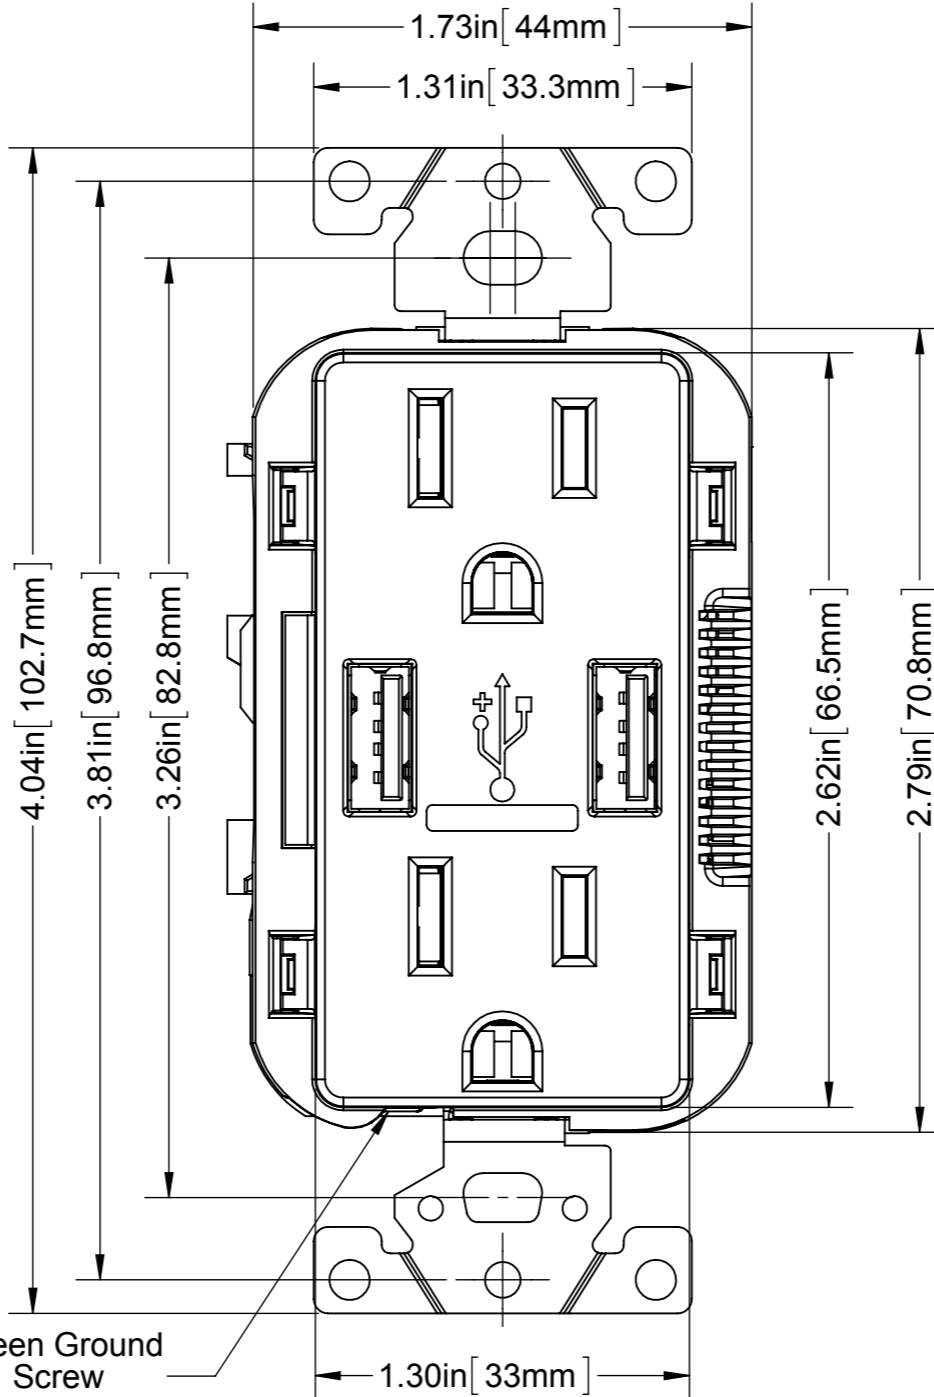 1.73in[ 44mm ]
1.31in[ 33.3mm ]
4.04in[ 102.7mm ]
3.81in[ 96.8mm ]
3.26in[ 82.8mm ]
2.62in[ 66.5mm ]
2.79in[ 70.8mm ]
een Ground
Screw
1.30in[ 33mm ]